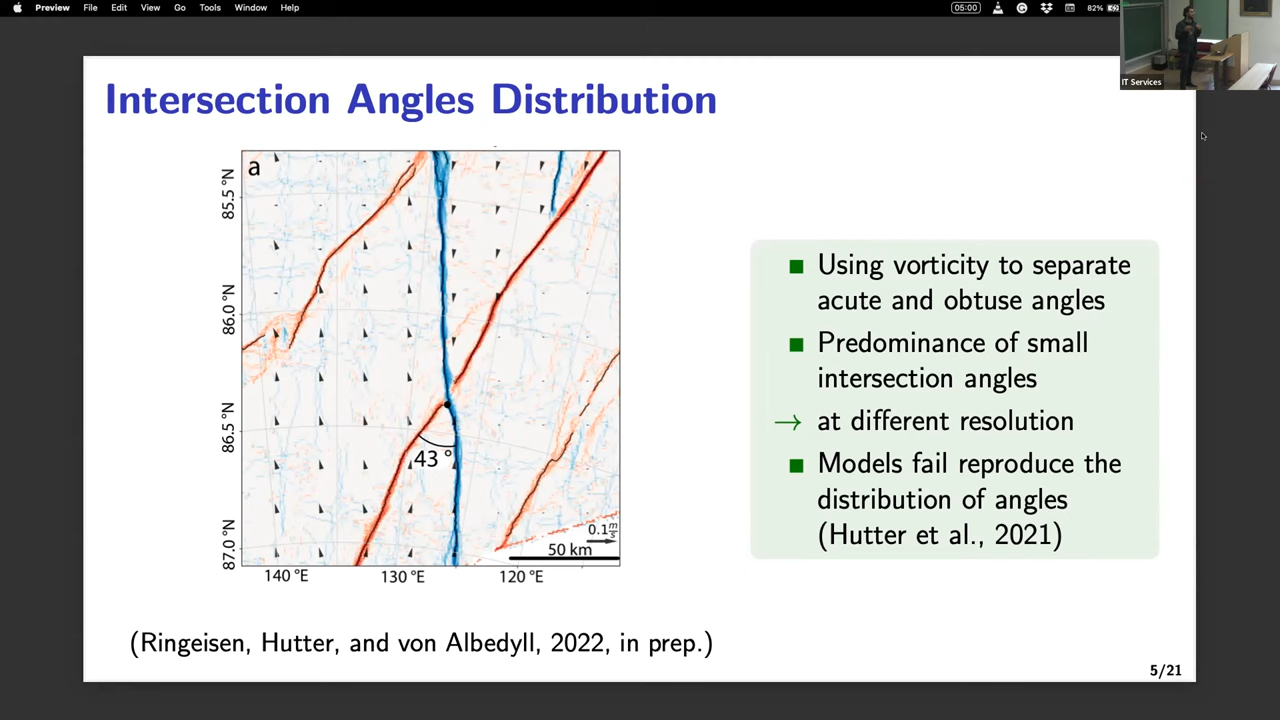 Preview File Edit View Go Tools Window Help 05:00 82%
IT Services
Intersection Angles Distribution
a
85.5 °N
86.0 °N
86.5 °N
87.0 °N
43 °
0.1 m/s
50 km
140 °E 130 °E 120 °E
Using vorticity to separate
acute and obtuse angles
Predominance of small
intersection angles
→ at different resolution
Models fail reproduce the
distribution of angles
(Hutter et al., 2021)
(Ringeisen, Hutter, and von Albedyll, 2022, in prep.)
5/21